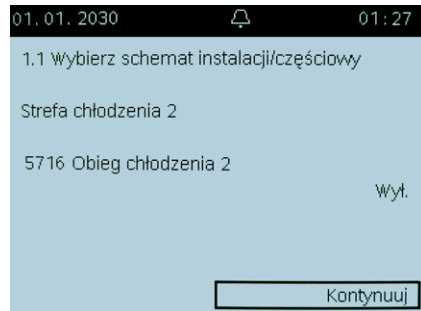 01.01.2030 01:27
1.1 Wybierz schemat instalacji/częściowy
Strefa chłodzenia 2
5716 Obieg chłodzenia 2
Wył.
Kontynuuj